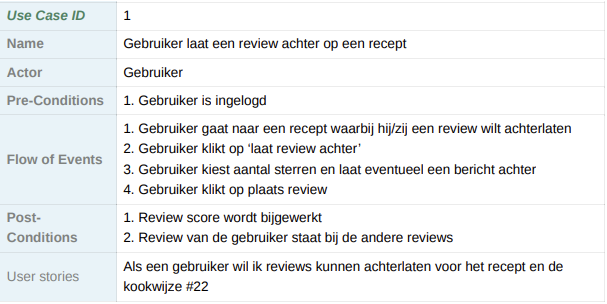 Use Case ID 1
Name Gebruiker laat een review achter op een recept
Actor Gebruiker
Pre-Conditions 1. Gebruiker is ingelogd
Flow of Events
1. Gebruiker gaat naar een recept waarbij hij/zij een review wilt achterlaten
2. Gebruiker klikt op ‘laat review achter’
3. Gebruiker kiest aantal sterren en laat eventueel een bericht achter
4. Gebruiker klikt op plaats review
Post-
Conditions
1. Review score wordt bijgewerkt
2. Review van de gebruiker staat bij de andere reviews
User stories
Als een gebruiker wil ik reviews kunnen achterlaten voor het recept en de
kookwijze #22